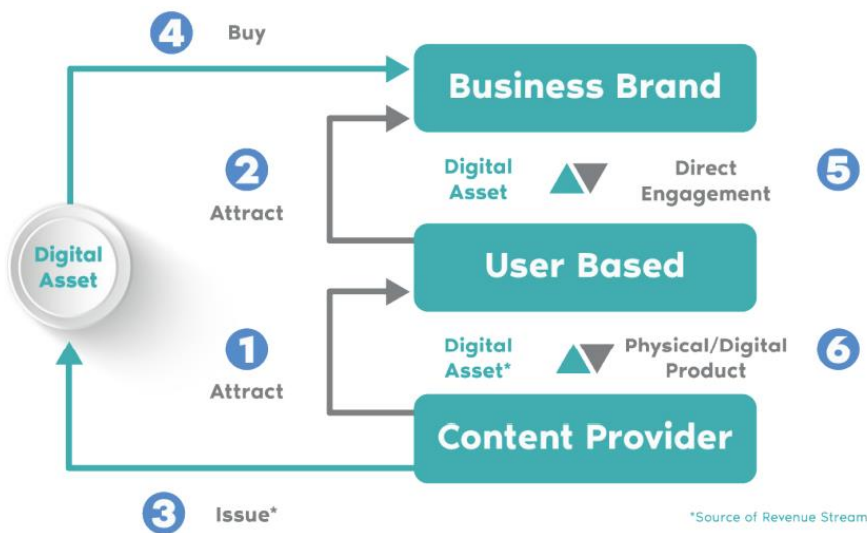 4 Buy
Business Brand
2
Attract
Digital
Asset
Direct
Engagement
5
Digital
Asset
User Based
1
Attract
Digital
Asset*
Physical/Digital
Product
6
Content Provider
3 Issue*
*Source of Revenue Stream